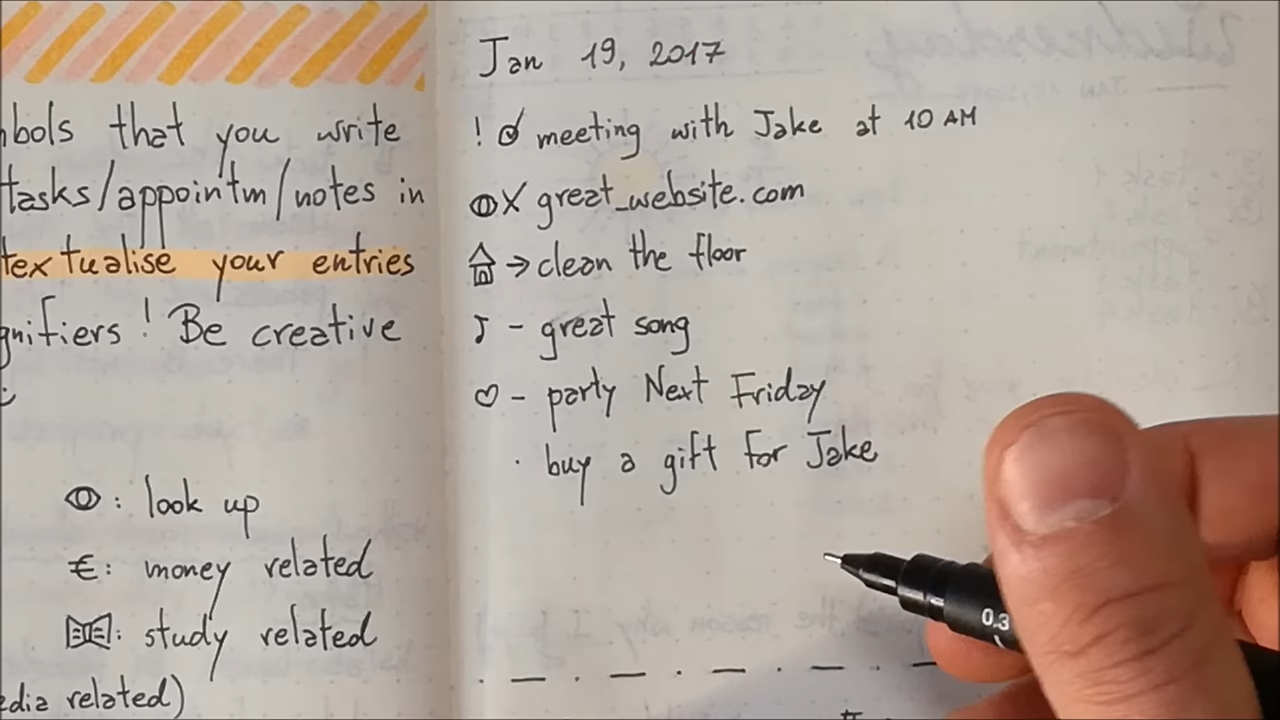 bols that you write
tasks/appointm/notes in
textualise your entries
gnifiers! Be creative
👁: look up
€: money related
study related
related)
Jan 19, 2017
! meeting with Jake at 10 AM
X great_website.com
→ clean the floor
♪ - great song
♡ - party Next Friday
· buy a gift for Jake
0.3